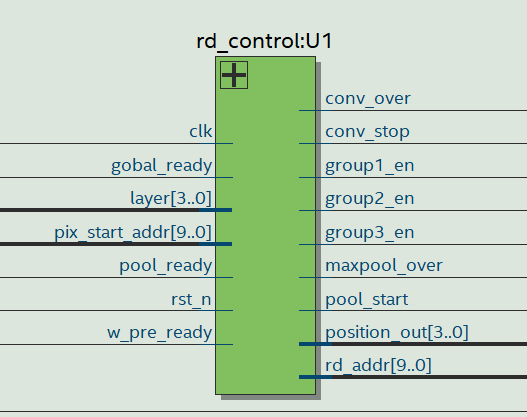 rd_control:U1
clk
gobal_ready
layer[3..0]
pix_start_addr[9..0]
pool_ready
rst_n
w_pre_ready
conv_over
conv_stop
group1_en
group2_en
group3_en
maxpool_over
pool_start
position_out[3..0]
rd_addr[9..0]